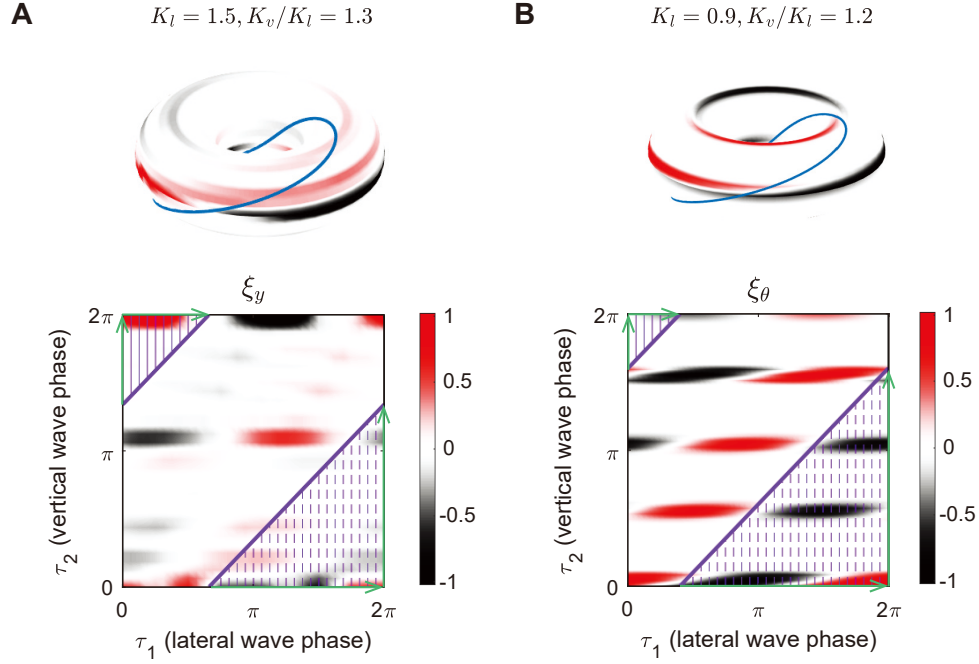 A
K_l = 1.5, K_v/K_l = 1.3
B
K_l = 0.9, K_v/K_l = 1.2
ξ_y
2π
π
0
τ_2 (vertical wave phase)
0
π
2π
τ_1 (lateral wave phase)
1
0.5
0
-0.5
-1
ξ_θ
2π
π
0
τ_2 (vertical wave phase)
0
π
2π
τ_1 (lateral wave phase)
1
0.5
0
-0.5
-1